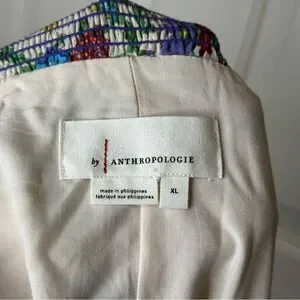 by ANTHROPOLOGIE
made in philippines
fabriqué aux philippines
XL